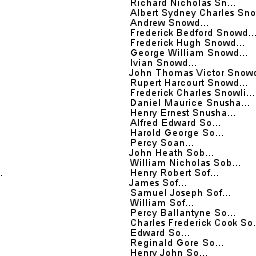 Richard Nicholas Sn...
Albert Sydney Charles Sno
Andrew Snowd...
Frederick Bedford Snowd...
Frederick Hugh Snowd...
George William Snowd...
Ivian Snowd...
John Thomas Victor Snowd
Rupert Harcourt Snowd...
Frederick Charles Snowli...
Daniel Maurice Snusha...
Henry Ernest Snusha...
Alfred Edward So...
Harold George So...
Percy Soan...
John Heath Sob...
William Nicholas Sob...
Henry Robert Sof...
James Sof...
Samuel Joseph Sof...
William Sof...
Percy Ballantyne So...
Charles Frederick Cook So.
Edward So...
Reginald Gore So...
Henry John So...